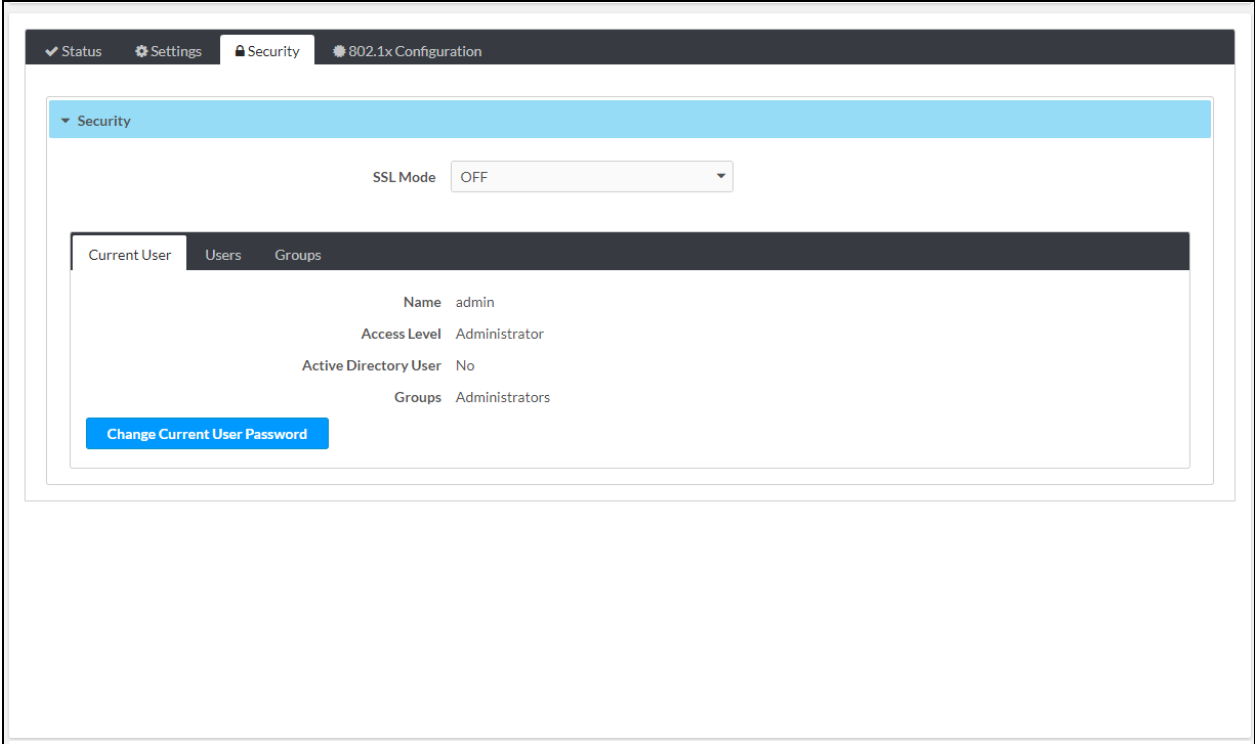 Status Settings Security 802.1x Configuration
Security
SSL Mode OFF
Current User Users Groups
Name admin
Access Level Administrator
Active Directory User No
Groups Administrators
Change Current User Password